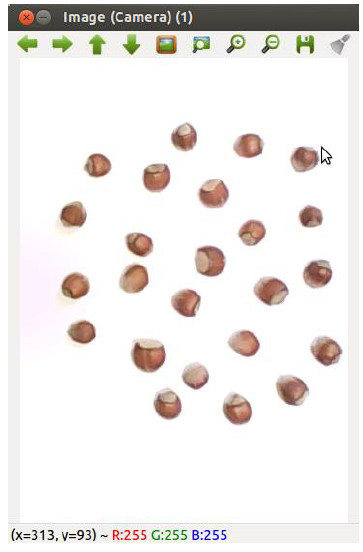 Image (Camera) (1)
(x=313, y=93) ~ R:255 G:255 B:255